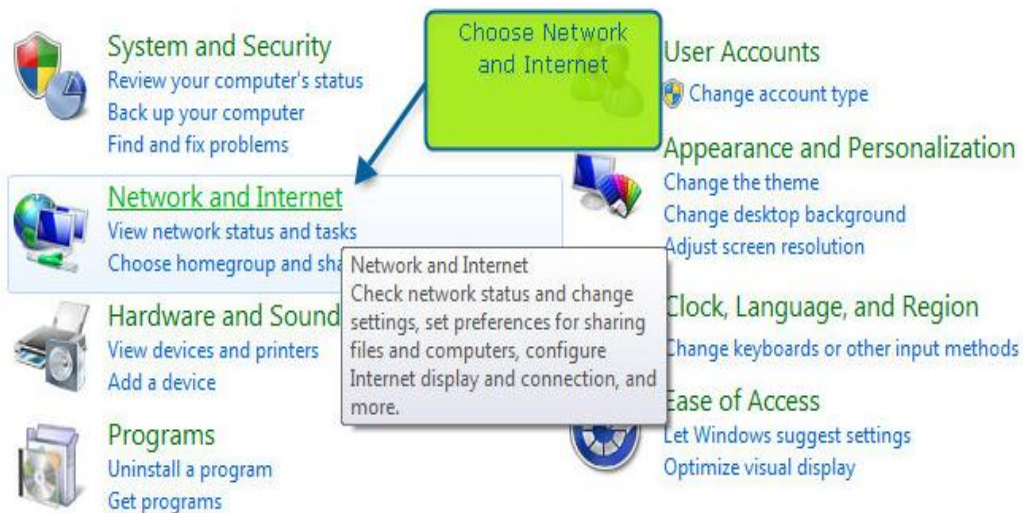 System and Security
Review your computer's status
Back up your computer
Find and fix problems
Network and Internet
View network status and tasks
Choose homegroup and
Hardware and Sound
View devices and printers
Add a device
Programs
Uninstall a program
Get programs
Choose Network
and Internet
Network and Internet
Check network status and change
settings, set preferences for sharing
files and computers, configure
Internet display and connection, and
more.
User Accounts
Change account type
Appearance and Personalization
Change the theme
Change desktop background
Adjust screen resolution
Clock, Language, and Region
Change keyboards or other input methods
Ease of Access
Let Windows suggest settings
Optimize visual display